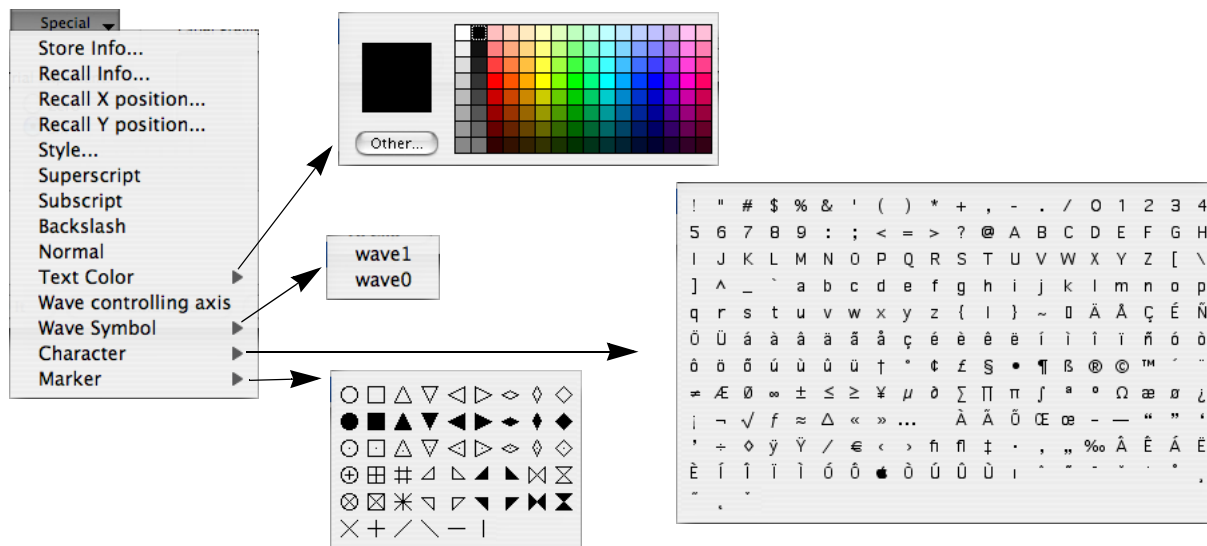 Special
Store Info...
Recall Info...
Recall X position...
Recall Y position...
Style...
Superscript
Subscript
Backslash
Normal
Text Color
Wave controlling axis
Wave Symbol
Character
Marker
Other...
wave1
wave0
! " # $ % & ' ( ) * + , - . / 0 1 2 3 4
5 6 7 8 9 : ; < = > ? @ A B C D E F G H
I J K L M N O P Q R S T U V W X Y Z [ \
] ^ _ ` a b c d e f g h i j k l m n o p
q r s t u v w x y z { | } ~ ▯ Ä Å Ç É Ñ
Ö Ü á à â ä ã å ç é è ê ë í ì î ï ñ ó ò
ô ö õ ú ù û ü † ° ¢ £ § • ¶ ß ® © ™ ´ ¨
≠ Æ Ø ∞ ± ≤ ≥ ¥ µ ∂ ∑ ∏ π ∫ ª º Ω æ ø ¿
¡ ¬ √ ƒ ≈ ∆ « » … À Ã Õ Œ œ – — “ ” ‘
’ ÷ ◊ ÿ Ÿ ⁄ € ‹ › ﬁ ﬂ ‡ · ‚ „ ‰ Â Ê Á Ë
È Í Î Ï Ì Ó Ô  Ò Ú Û Ù ı ˆ ˜ ¯ ˘ ˙ ˚ ¸
˝ ˛ ˇ